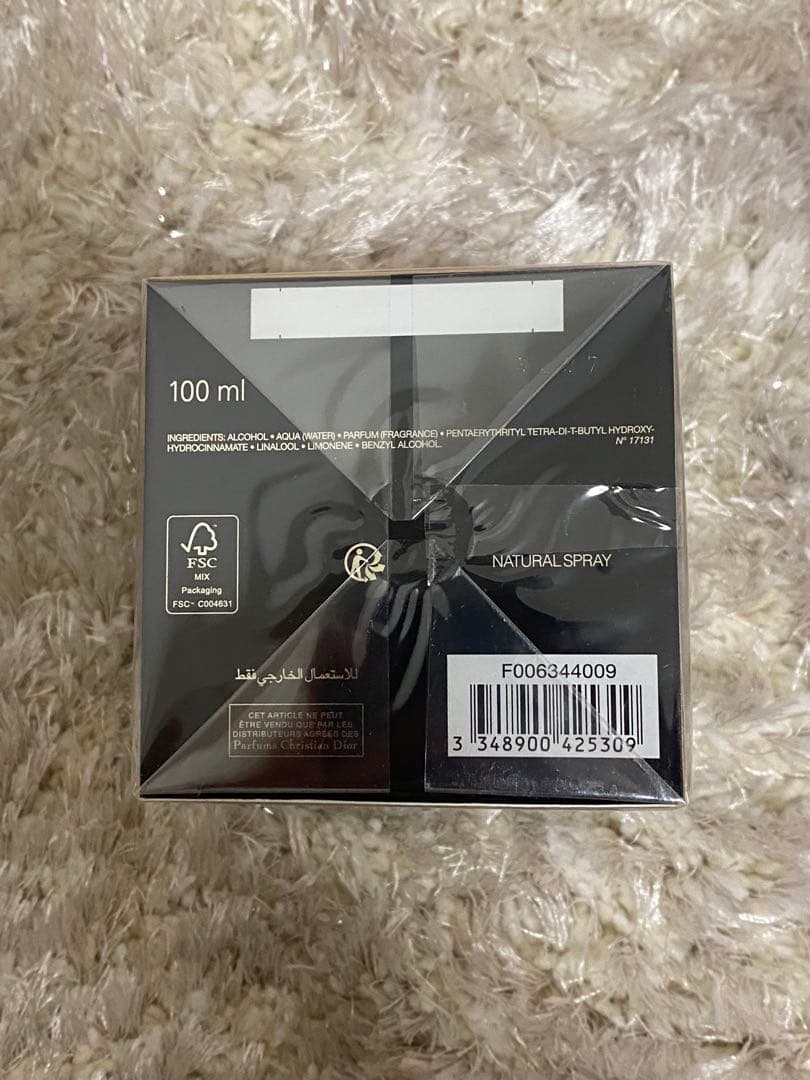 100 ml
INGREDIENTS: ALCOHOL • AQUA (WATER) • PARFUM (FRAGRANCE) • PENTAERYTHRITYL TETRA-DI-T-BUTYL HYDROXY-
HYDROCINNAMATE • LINALOOL • LIMONENE • BENZYL ALCOHOL.
N° 17131
FSC
MIX
Packaging
FSC™ C004631
NATURAL SPRAY
للاستعمال الخارجي فقط
CET ARTICLE NE PEUT
ÊTRE VENDU QUE PAR LES
DISTRIBUTEURS AGRÉÉS DES
Parfums Christian Dior
F006344009
3 348900 425309